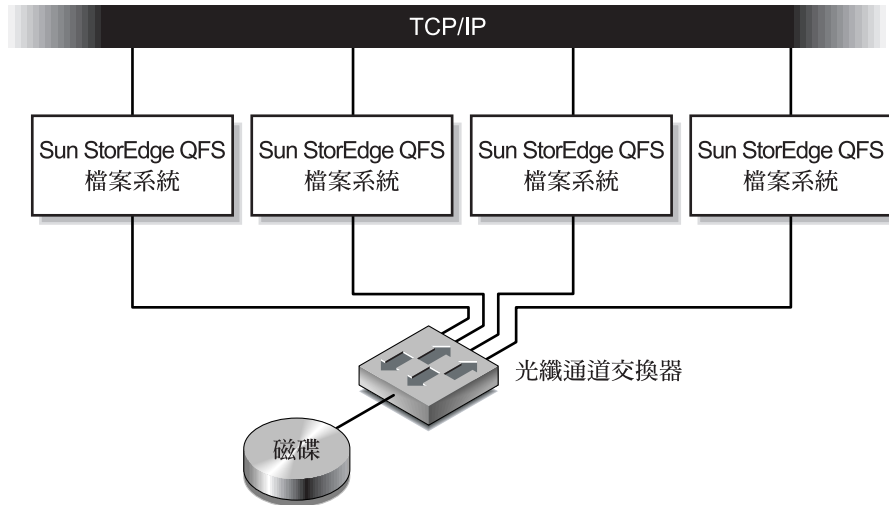 TCP/IP
Sun StorEdge QFS
檔案系統
Sun StorEdge QFS
檔案系統
Sun StorEdge QFS
檔案系統
Sun StorEdge QFS
檔案系統
光纖通道交換器
磁碟